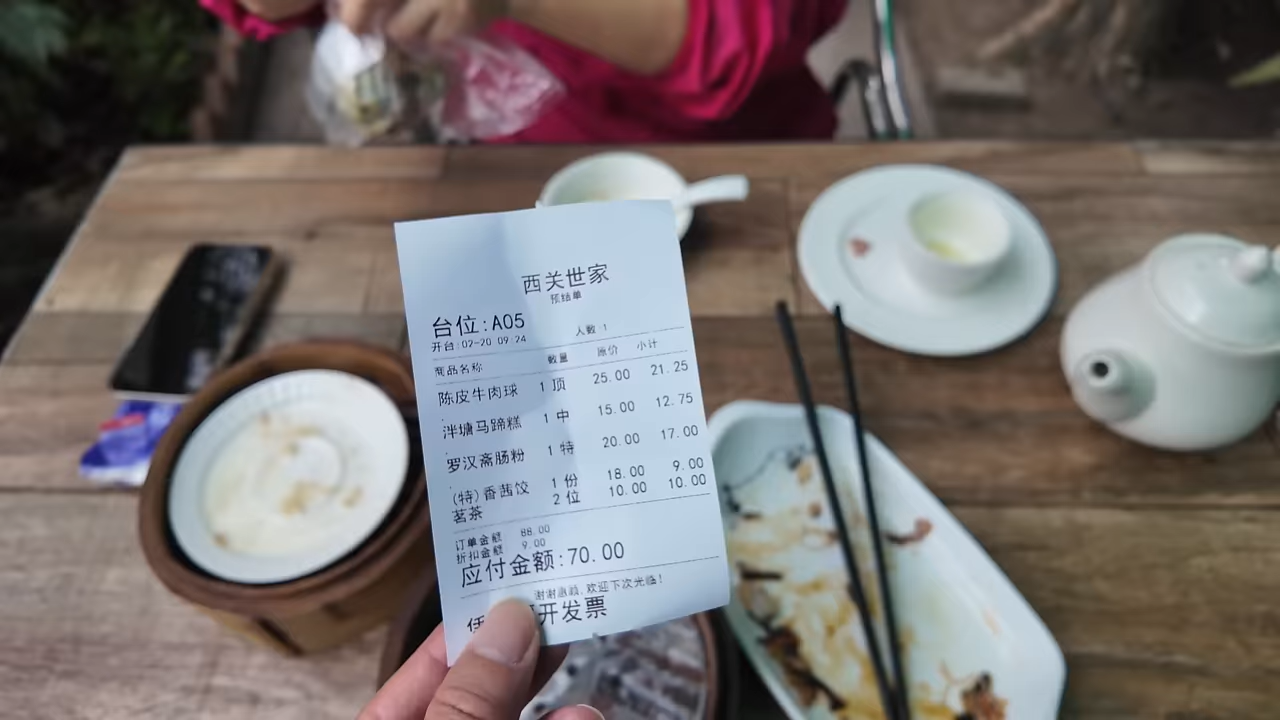 西关世家
预结单
台位:A05 人数:1
开台:07-20 09:24
商品名称 数量 原价 小计
陈皮牛肉球 1 顶 25.00 21.25
泮塘马蹄糕 1 中 15.00 12.75
罗汉斋肠粉 1 特 20.00 17.00
(特)香茜饺 1 份 18.00 9.00
茗茶 2 位 10.00 10.00
订单金额 88.00
折扣金额 9.00
应付金额:70.00
谢谢惠顾,欢迎下次光临!
开发票